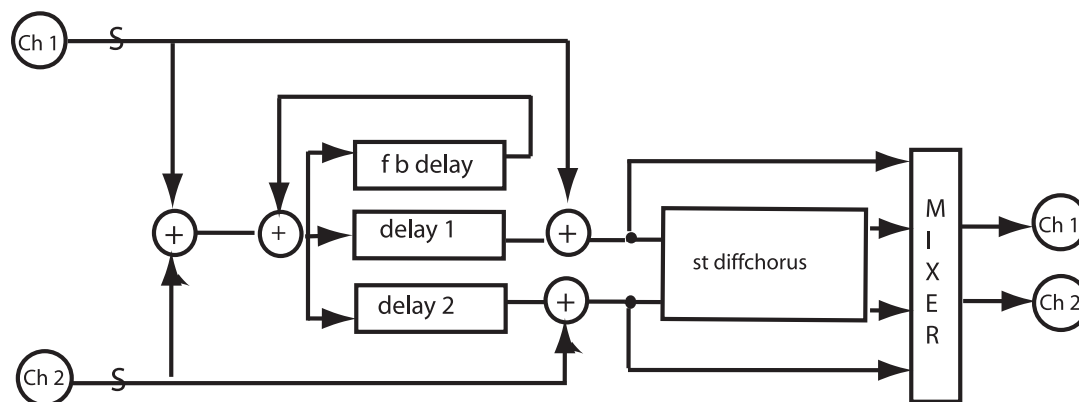 Ch 1
S
f b delay
+
+
delay 1
+
st diffchorus
M
I
X
E
R
Ch 1
delay 2
+
Ch 2
Ch 2
S